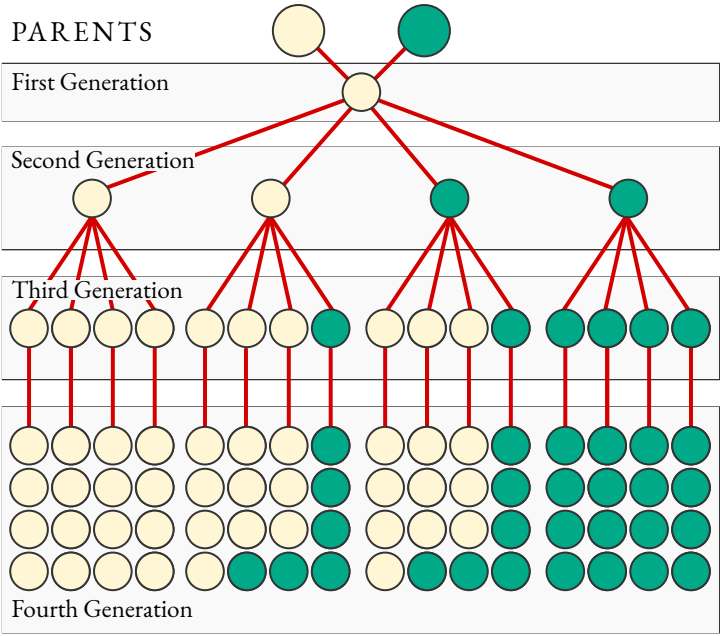 PARENTS
First Generation
Second Generation
Third Generation
Fourth Generation